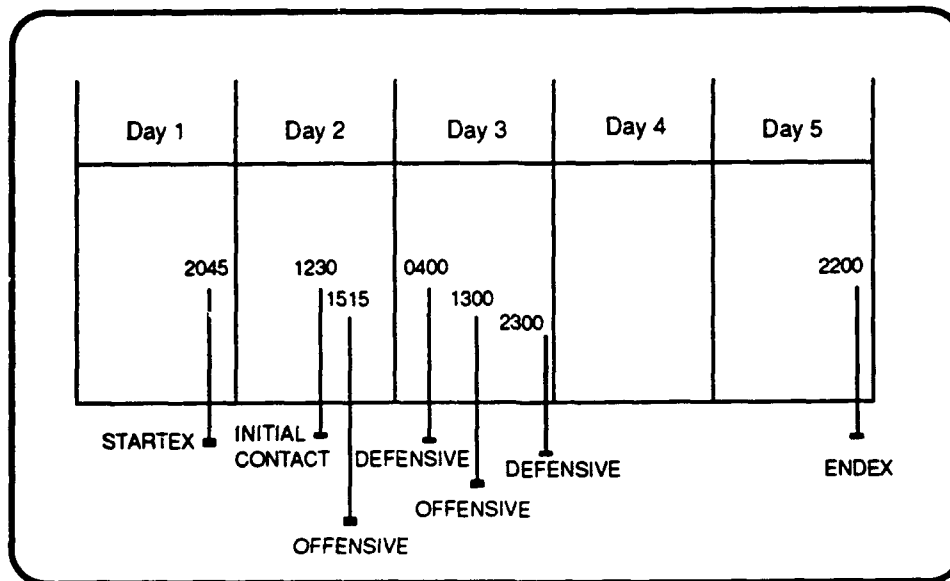 Day 1 Day 2 Day 3 Day 4 Day 5
2045 1230 0400 2200
1515 1300
2300
STARTEX INITIAL
CONTACT DEFENSIVE DEFENSIVE ENDEX
OFFENSIVE
OFFENSIVE